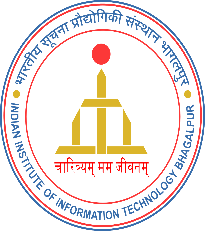 भारतीय सूचना प्रौद्योगिकी संस्थान भागलपुर
चारित्र्यम् मम जीवनम्
INDIAN INSTITUTE OF INFORMATION TECHNOLOGY BHAGALPUR